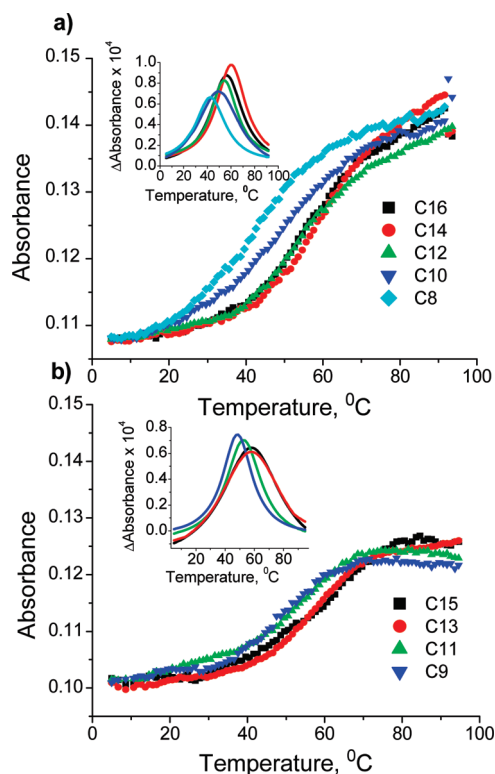 a)
0.15
0.14
0.13
0.12
0.11
Absorbance
1.0
0.8
0.6
0.4
0.2
0.0
ΔAbsorbance x 10⁴
0 20 40 60 80 100
Temperature, ⁰C
C16
C14
C12
C10
C8
0 20 40 60 80 100
Temperature, ⁰C
b)
0.15
0.14
0.13
0.12
0.11
0.10
Absorbance
0.8
0.6
0.4
0.2
0.0
ΔAbsorbance x 10⁴
20 40 60 80
Temperature, ⁰C
C15
C13
C11
C9
0 20 40 60 80 100
Temperature, ⁰C